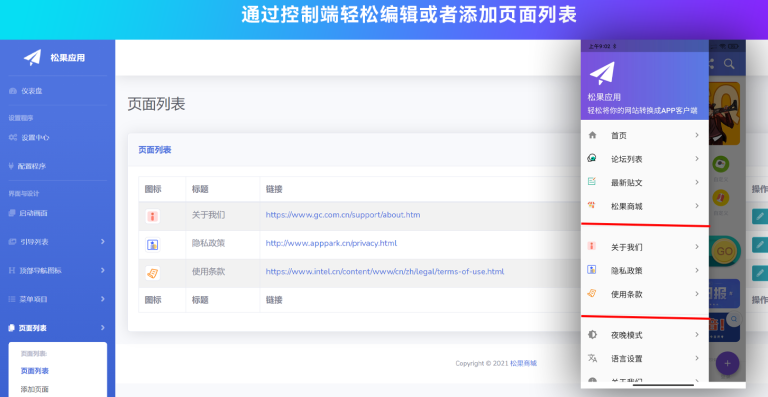 通过控制端轻松编辑或者添加页面列表
松果应用
仪表盘
设置程序
设置中心
配置程序
界面与设计
启动画面
引导列表
顶部导航图标
菜单项目
页面列表
页面列表:
页面列表
添加页面
页面列表
页面列表
图标 标题 链接 操作
关于我们 https://www.gc.com.cn/support/about.htm
隐私政策 http://www.apppark.cn/privacy.html
使用条款 https://www.intel.cn/content/www/cn/zh/legal/terms-of-use.html
图标 标题 链接 操作
Copyright © 2021 松果商城
松果应用
轻松将你的网站转换成APP客户端
首页
论坛列表
最新贴文
松果商城
关于我们
隐私政策
使用条款
夜晚模式
语言设置
关于我们
GO